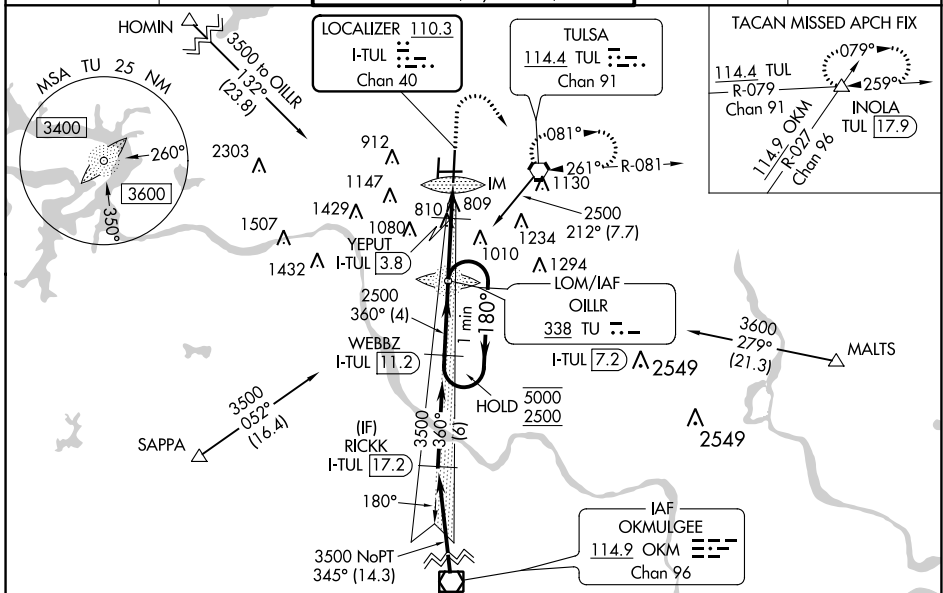 HOMIN
3500 to OILLR
132°
(23.8)
MSA TU 25 NM
3400
260°
3600
350°
LOCALIZER 110.3
I-TUL
Chan 40
TULSA
114.4 TUL
Chan 91
TACAN MISSED APCH FIX
079°
259°
114.4 TUL
R-079
Chan 91
INOLA
TUL 17.9
114.9 OKM
R-027
Chan 96
2303
912
1147
1429
1507
1432
1080
810
809
IM
081°
261°
R-081
1130
2500
212° (7.7)
1234
1010
1294
YEPUT
I-TUL 3.8
LOM/IAF
OILLR
338 TU
I-TUL 7.2
2500
360° (4)
1 min
180°
WEBBZ
I-TUL 11.2
HOLD
5000
2500
2549
2549
3600
279°
(21.3)
MALTS
3500
052°
(16.4)
SAPPA
(IF)
RICKK
I-TUL 17.2
3500
360°
(6)
180°
3500 NoPT
345° (14.3)
IAF
OKMULGEE
114.9 OKM
Chan 96